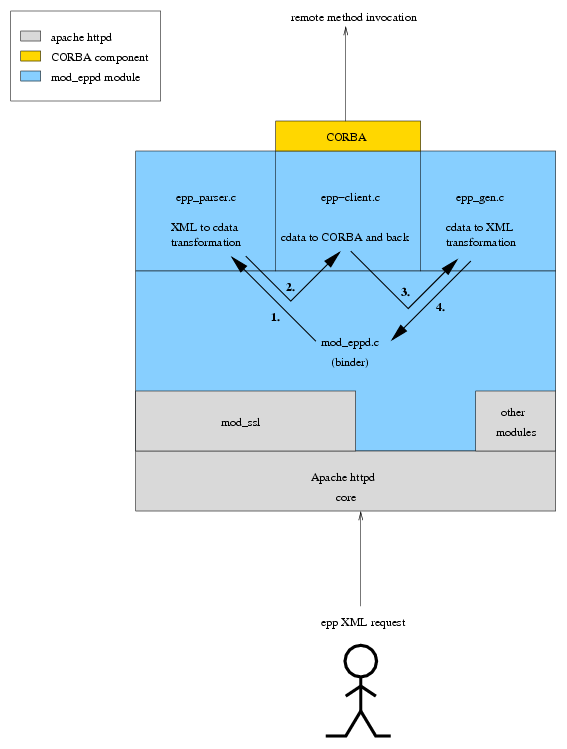 remote method invocation
apache httpd
CORBA component
mod_eppd module
CORBA
epp_parser.c
epp-client.c
epp_gen.c
XML to cdata
transformation
cdata to CORBA and back
cdata to XML
transformation
2.
3.
1.
4.
mod_eppd.c
(binder)
mod_ssl
other
modules
Apache httpd
core
epp XML request